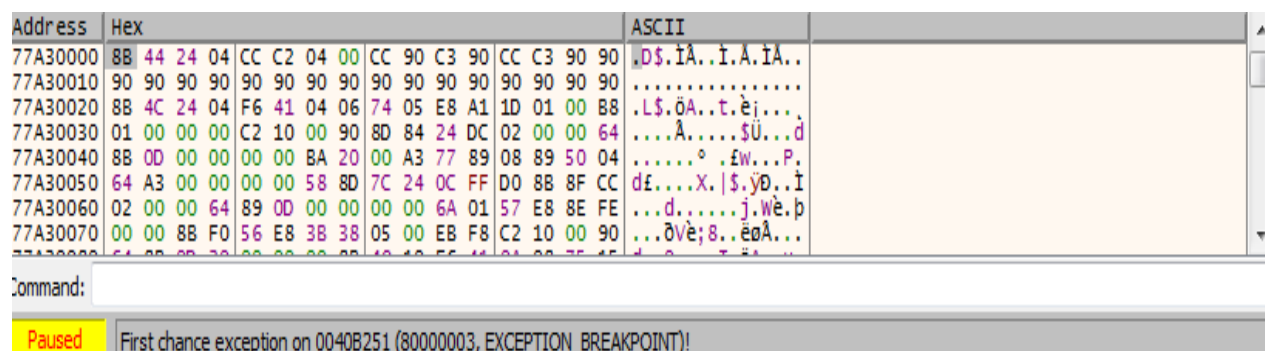 Address Hex ASCII
77A30000 8B 44 24 04 CC C2 04 00 CC 90 C3 90 CC C3 90 90 .D$.ÌÂ..Ì.Ã.ÌÃ..
77A30010 90 90 90 90 90 90 90 90 90 90 90 90 90 90 90 90 ................
77A30020 8B 4C 24 04 F6 41 04 06 74 05 E8 A1 1D 01 00 B8 .L$.öA..t.è¡...¸
77A30030 01 00 00 00 C2 10 00 90 8D 84 24 DC 02 00 00 64 ....Â.....$Ü...d
77A30040 8B 0D 00 00 00 00 BA 20 00 A3 77 89 08 89 50 04 ......º .£w...P.
77A30050 64 A3 00 00 00 00 58 8D 7C 24 0C FF D0 8B 8F CC d£....X.|$.ÿÐ..Ì
77A30060 02 00 00 64 89 0D 00 00 00 00 6A 01 57 E8 8E FE ...d......j.Wè.þ
77A30070 00 00 8B F0 56 E8 3B 38 05 00 EB F8 C2 10 00 90 ...ðVè;8..ëøÂ...
Command:
Paused First chance exception on 0040B251 (80000003, EXCEPTION_BREAKPOINT)!